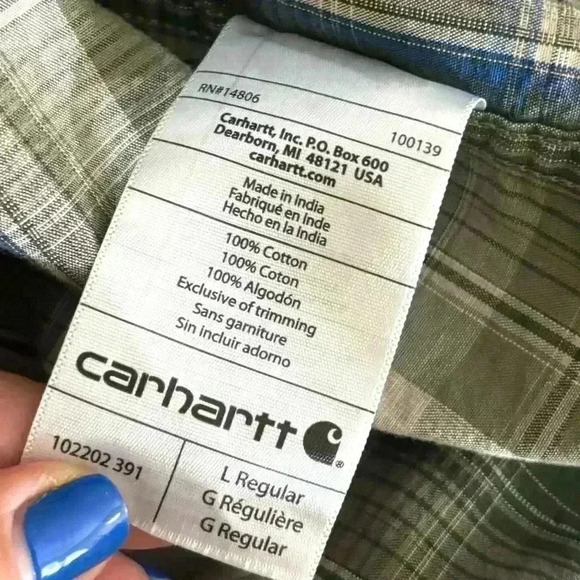 RN#14806
100139
Carhartt, Inc. P.O. Box 600
Dearborn, MI 48121 USA
carhartt.com
Made in India
Fabriqué en Inde
Hecho en la India
100% Cotton
100% Coton
100% Algodón
Exclusive of trimming
Sans garniture
Sin incluir adorno
carhartt
102202 391
L Regular
G Régulière
G Regular